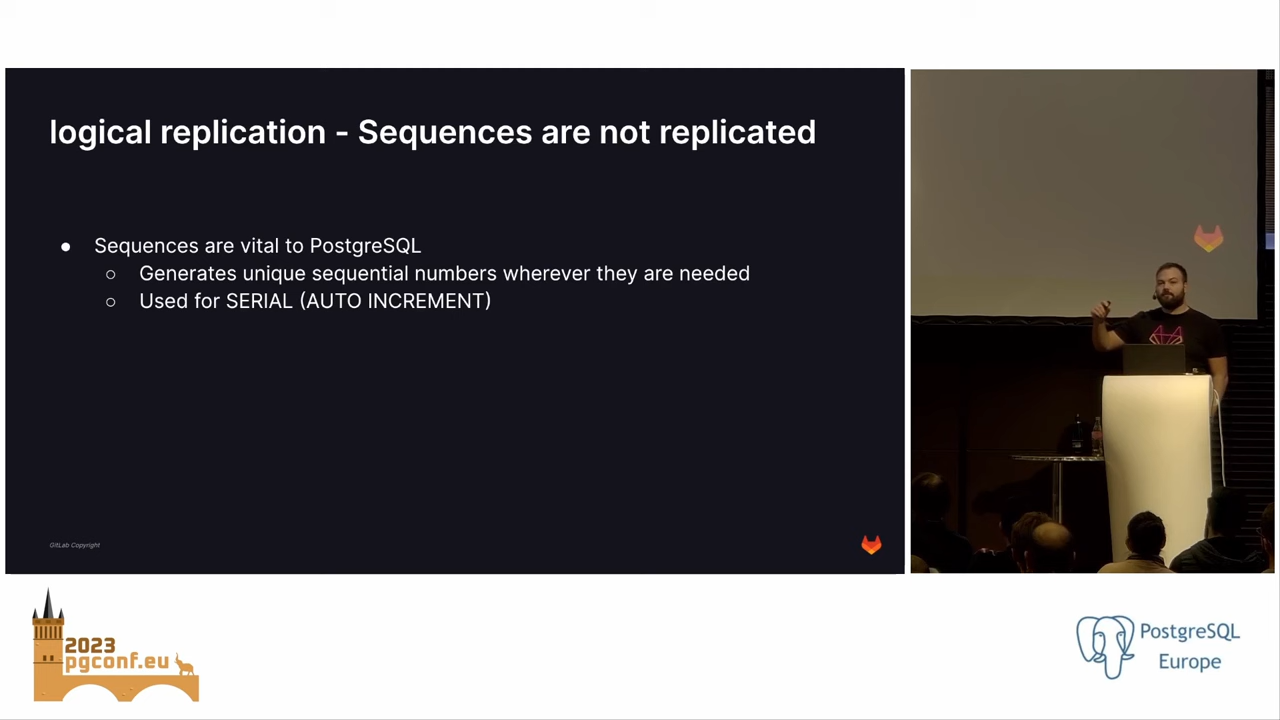 logical replication - Sequences are not replicated
● Sequences are vital to PostgreSQL
○ Generates unique sequential numbers wherever they are needed
○ Used for SERIAL (AUTO INCREMENT)
GitLab Copyright
2023
pgconf.eu
PostgreSQL
Europe